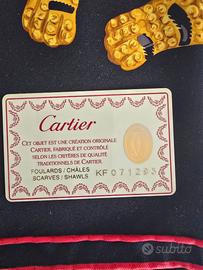 Cartier
CET OBJET EST UNE CRÉATION ORIGINALE
CARTIER, FABRIQUÉ ET CONTRÔLÉ
SELON LES CRITÈRES DE QUALITÉ
TRADITIONNELS DE CARTIER.
FOULARDS / CHÂLES
SCARVES / SHAWLS
KF 071293
subito